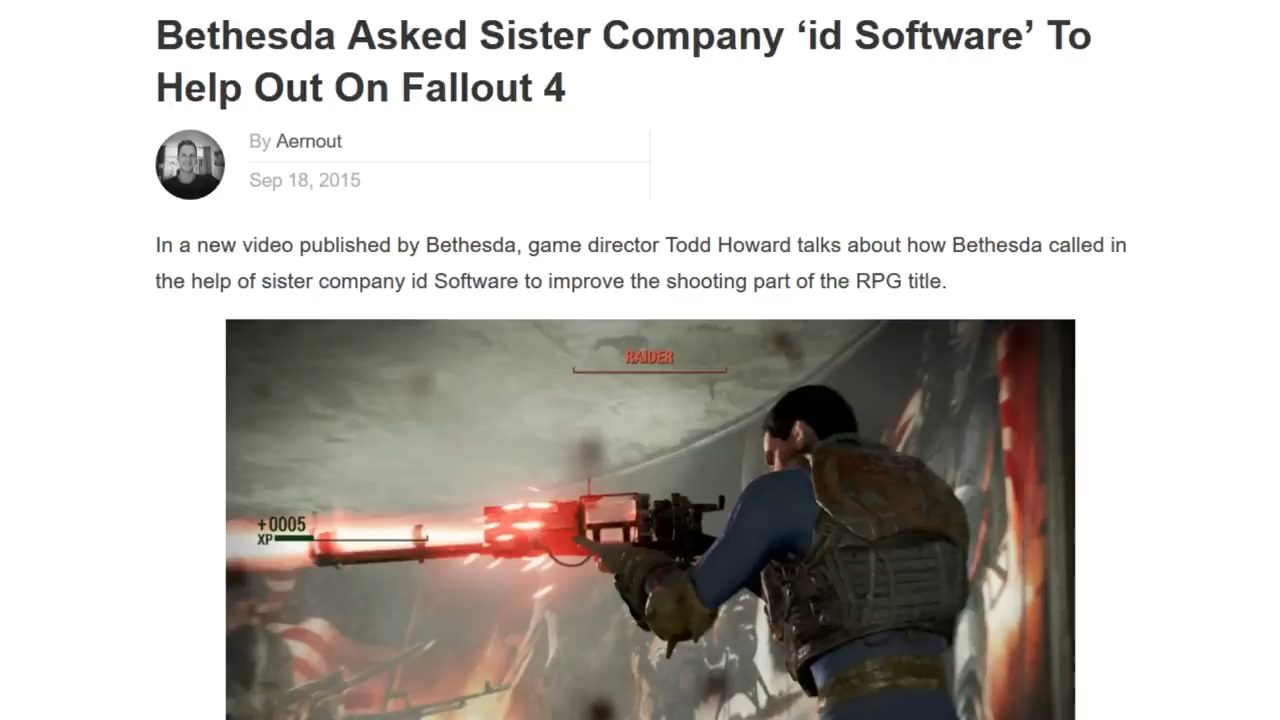 Bethesda Asked Sister Company ‘id Software’ To
Help Out On Fallout 4
By Aernout
Sep 18, 2015
In a new video published by Bethesda, game director Todd Howard talks about how Bethesda called in
the help of sister company id Software to improve the shooting part of the RPG title.
RAIDER
+0005
XP